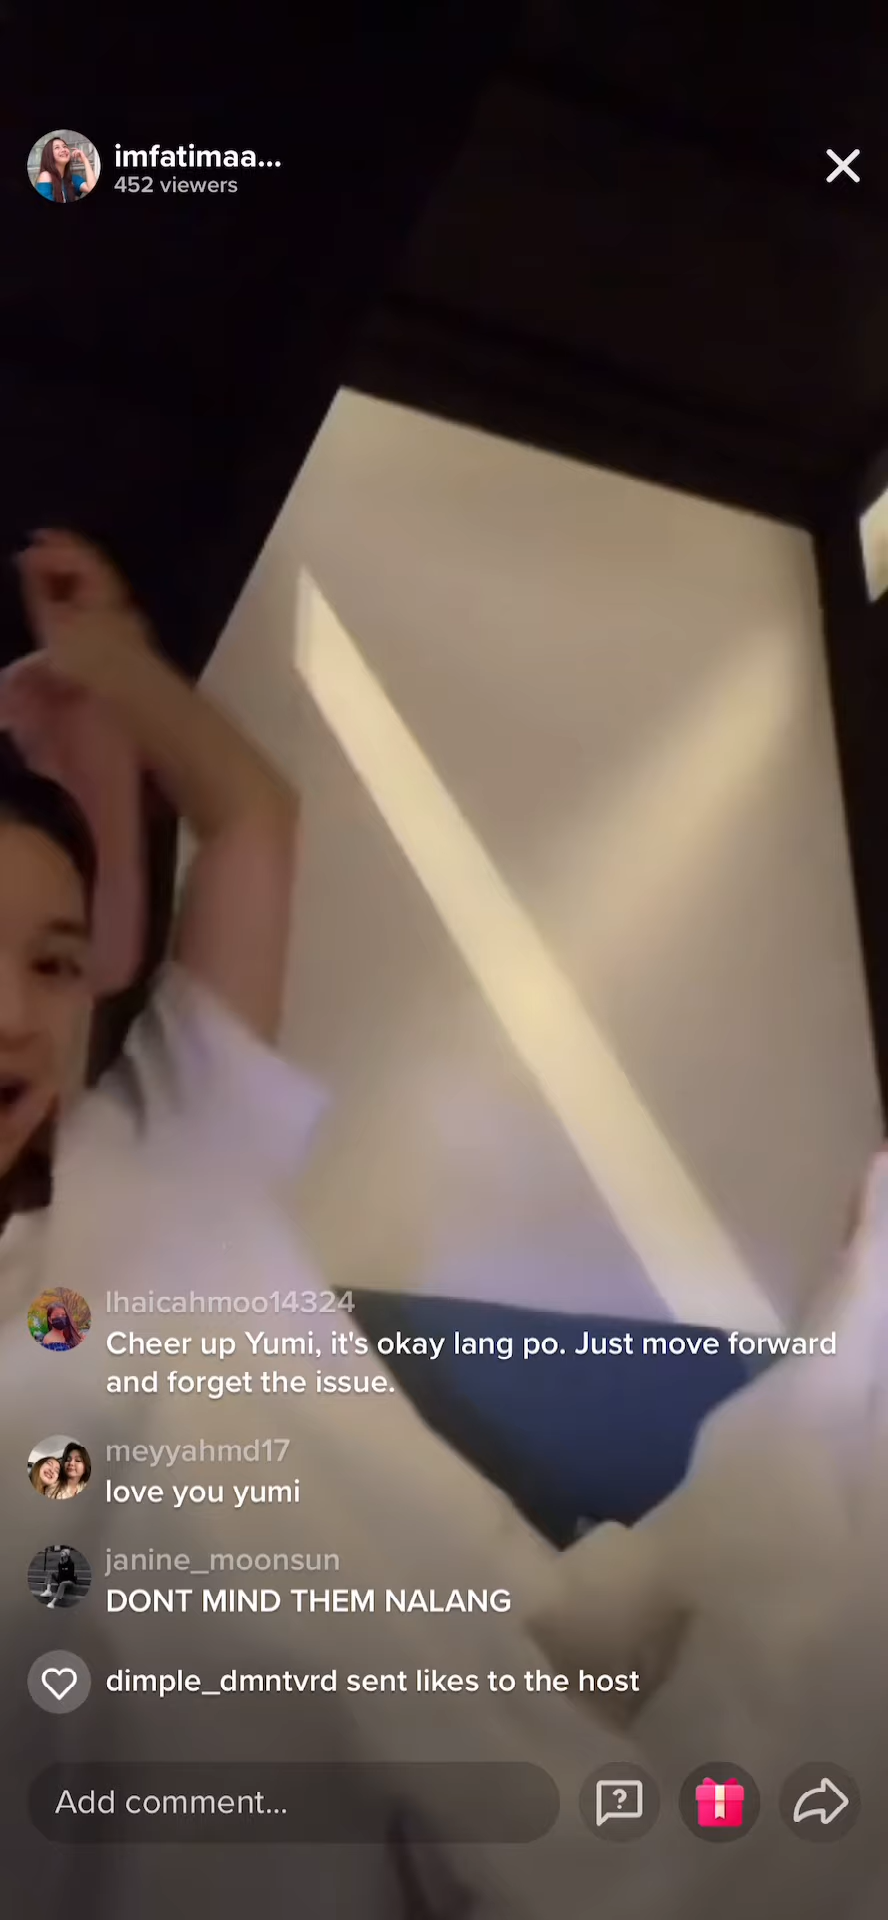 imfatimaa...
452 viewers
lhaicahmoo14324
Cheer up Yumi, it's okay lang po. Just move forward
and forget the issue.
meyyahmd17
love you yumi
janine_moonsun
DONT MIND THEM NALANG
dimple_dmntvrd sent likes to the host
Add comment...
?